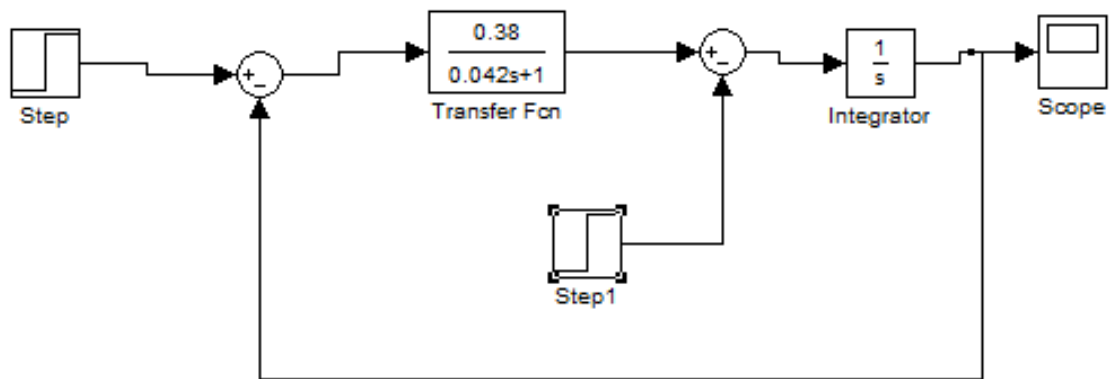 0.38
0.042s+1
Transfer Fcn
+
−
+
−
1
s
Integrator
Step
Scope
Step1